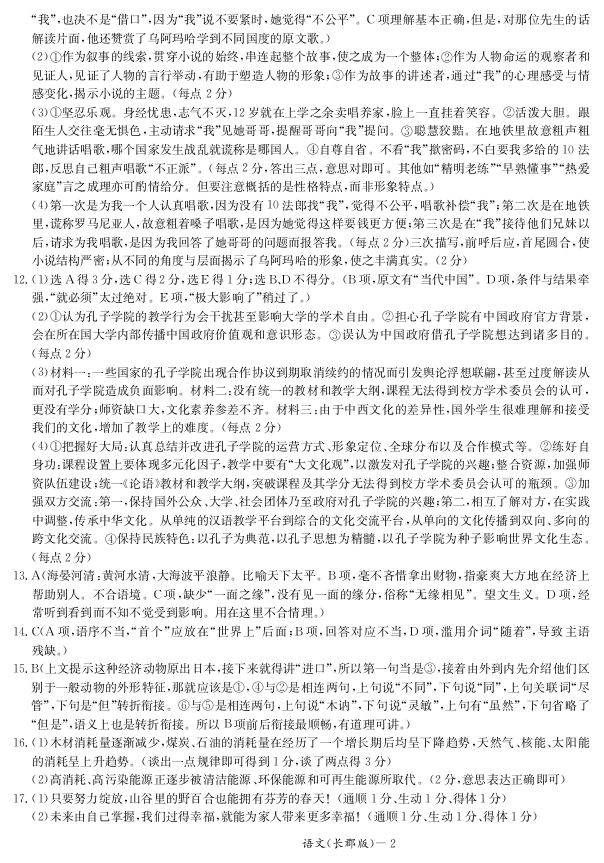 “我”,也决不是“借口”,因为“我”说不要紧时,她觉得“不公平”。C项理解基本正确,但是,对那位先生的话
解读片面,他还赞赏了乌阿玛哈学到不同国度的原文歌。)
(2)①作为叙事的线索,贯穿小说的始终,串连起整个故事,使之成为一个整体;②作为人物命运的观察者和
见证人,见证了人物的言行举动,有助于塑造人物的形象;③作为故事的讲述者,通过“我”的心理感受与情
感变化,揭示小说的主题。(每点2分)
(3)①坚忍乐观。身经忧患,志气不灭,12岁就在上学之余卖唱养家,脸上一直挂着笑容。②活泼大胆。跟
陌生人交往毫无惧色,主动请求“我”见她哥哥,提醒哥哥向“我”提问。③聪慧狡黠。在地铁里故意粗声粗
气地讲话唱歌,哪个国家发生战乱就谎称是哪国人。④自尊自省。不看“我”揿密码,不白要我多给的10法
郎,反思自己粗声唱歌“不正派”。(每点2分,答出三点,意思对即可。其他如“精明老练”“早熟懂事”“热爱
家庭”言之成理亦可酌情给分。但要注意概括的是性格特点,而非形象特点。)
(4)第一次是为我一个人认真唱歌,因为没有10法郎找“我”,觉得不公平,唱歌补偿“我”;第二次是在地铁
里,谎称罗马尼亚人,故意粗着嗓子唱歌,是因为她觉得这样要钱更方便;第三次是在“我”接待他们兄妹以
后,请求为我唱歌,是因为我回答了她哥哥的问题而报答我。(每点2分)三次描写,前呼后应,首尾圆合,使
小说结构严密;从不同的角度与层面揭示了乌阿玛哈的形象,使之丰满真实。(2分)
12.(1)选A得3分,选C得2分,选E得1分;选B、D不得分。(B项,原文有“当代中国”。D项,条件与结果牵
强,“就必须”太过绝对。E项,“极大影响了”稍过了。)
(2)①认为孔子学院的教学行为会干扰甚至影响大学的学术自由。②担心孔子学院有中国政府官方背景,
会在所在国大学内部传播中国政府价值观和意识形态。③误认为中国政府借孔子学院想达到诸多目的。
(每点2分)
(3)材料一:一些国家的孔子学院出现合作协议到期取消续约的情况而引发舆论浮想联翩,甚至过度解读从
而对孔子学院造成负面影响。材料二:没有统一的教材和教学大纲,课程无法得到校方学术委员会的认可,
更没有学分;师资缺口大,文化素养参差不齐。材料三:由于中西文化的差异性,国外学生很难理解和接受
我们的文化,增加了教学上的难度。(每点2分)
(4)①把握好大局:认真总结并改进孔子学院的运营方式、形象定位、全球分布以及合作模式等。②练好自
身功:课程设置上要体现多元化因子,教学中要有“大文化观”,以激发对孔子学院的兴趣;整合资源,加强师
资队伍建设;统一《论语》教材和教学大纲,突破课程及其学分无法得到校方学术委员会认可的瓶颈。③加
强双方交流:第一,保持国外公众、大学、社会团体乃至政府对孔子学院的兴趣;第二,相互了解对方,在实践
中调整,传承中华文化。从单纯的汉语教学平台到综合的文化交流平台,从单向的文化传播到双向、多向的
跨文化交流。④保持民族特色:以孔子为典范,以孔子思想为精髓,以孔子学院为种子影响世界文化生态。
(每点2分)
13.A(海晏河清:黄河水清,大海波平浪静。比喻天下太平。B项,毫不吝惜拿出财物,指豪爽大方地在经济上
帮助别人。不合语境。C项,缺少“一面之缘”,没有见一面的缘分,俗称“无缘相见”。望文生义。D项,经
常听到看到而不知不觉受到影响。用在这里不合情理。)
14.C(A项,语序不当,“首个”应放在“世界上”后面;B项,回答对应不当,D项,滥用介词“随着”,导致主语
残缺。)
15.B(上文提示这种经济动物原出日本,接下来就得讲“进口”,所以第一句当是③,接着由外到内先介绍他们区
别于一般动物的外形特征,那就应该是①,④与②是相连两句,上句说“不同”,下句说“同”,上句关联词“尽
管”,下句是“但”转折衔接。⑥与⑤是相连两句,上句说“木讷”,下句说“灵敏”,上句有“虽然”,下句省略了
“但是”,语义上也是转折衔接。所以B项前后衔接最顺畅,有道理可讲。)
16.(1)木材消耗量逐渐减少,煤炭、石油的消耗量在经历了一个增长期后均呈下降趋势,天然气、核能、太阳能
的消耗呈上升趋势。(谈出一点规律即可得到1分,谈了两点得3分)
(2)高消耗、高污染能源正逐步被清洁能源、环保能源和可再生能源所取代。(2分,意思表达正确即可)
17.(1)只要努力绽放,山谷里的野百合也能拥有芬芳的春天!(通顺1分、生动1分、得体1分)
(2)未来由自己掌握,我们过得幸福,就能为家人带来更多幸福!(通顺1分、生动1分、得体1分)
语文(长郡版)— 2